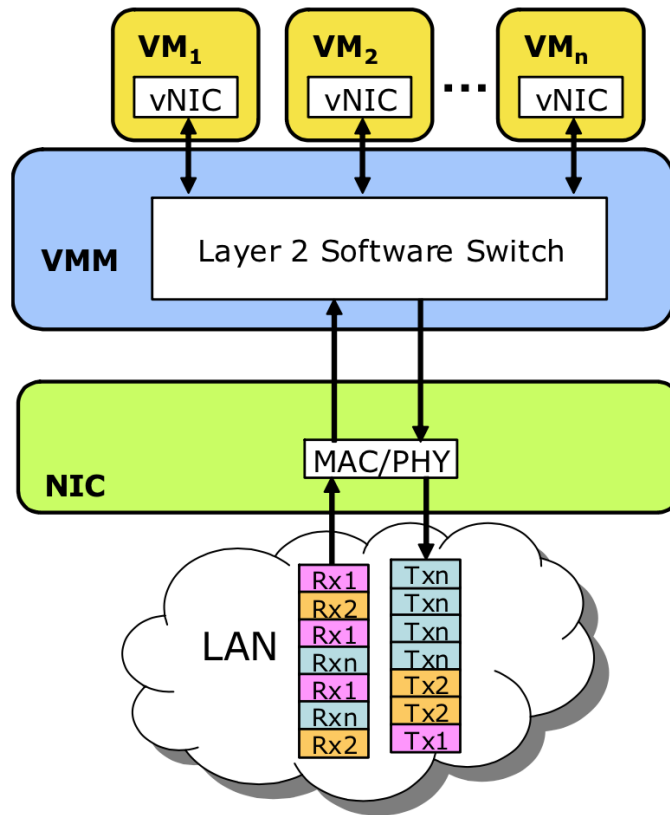 VM1 VM2 ... VMn
vNIC vNIC vNIC
VMM
Layer 2 Software Switch
NIC
MAC/PHY
LAN
Rx1
Rx2
Rx1
Rxn
Rx1
Rxn
Rx2
Txn
Txn
Txn
Txn
Tx2
Tx2
Tx1